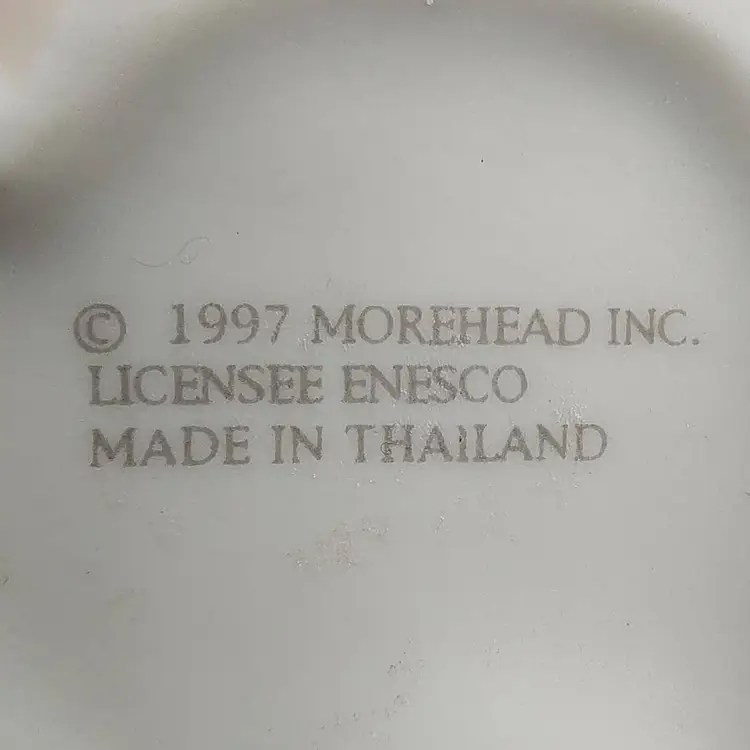 © 1997 MOREHEAD INC.
LICENSEE ENESCO
MADE IN THAILAND